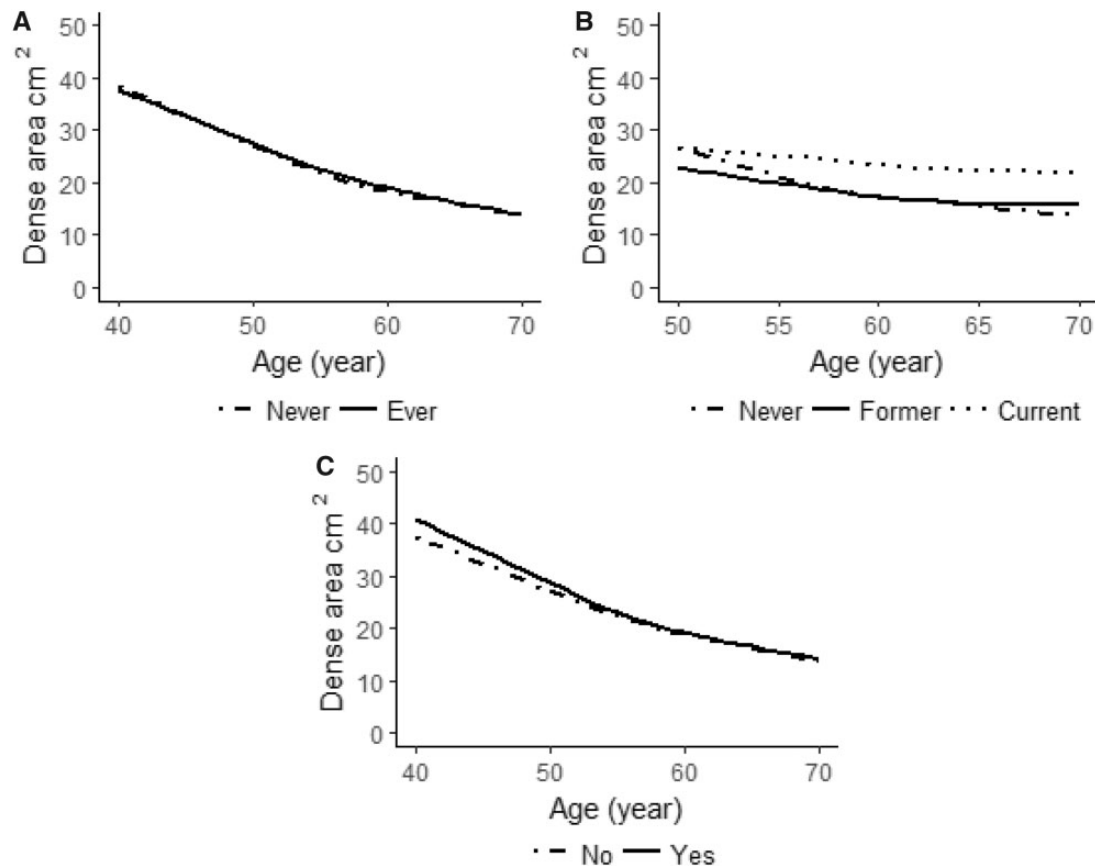 A
50
40
30
20
10
0
Dense area cm 2
40 50 60 70
Age (year)
Never Ever
B
50
40
30
20
10
0
Dense area cm 2
50 55 60 65 70
Age (year)
Never Former Current
C
50
40
30
20
10
0
Dense area cm 2
40 50 60 70
Age (year)
No Yes